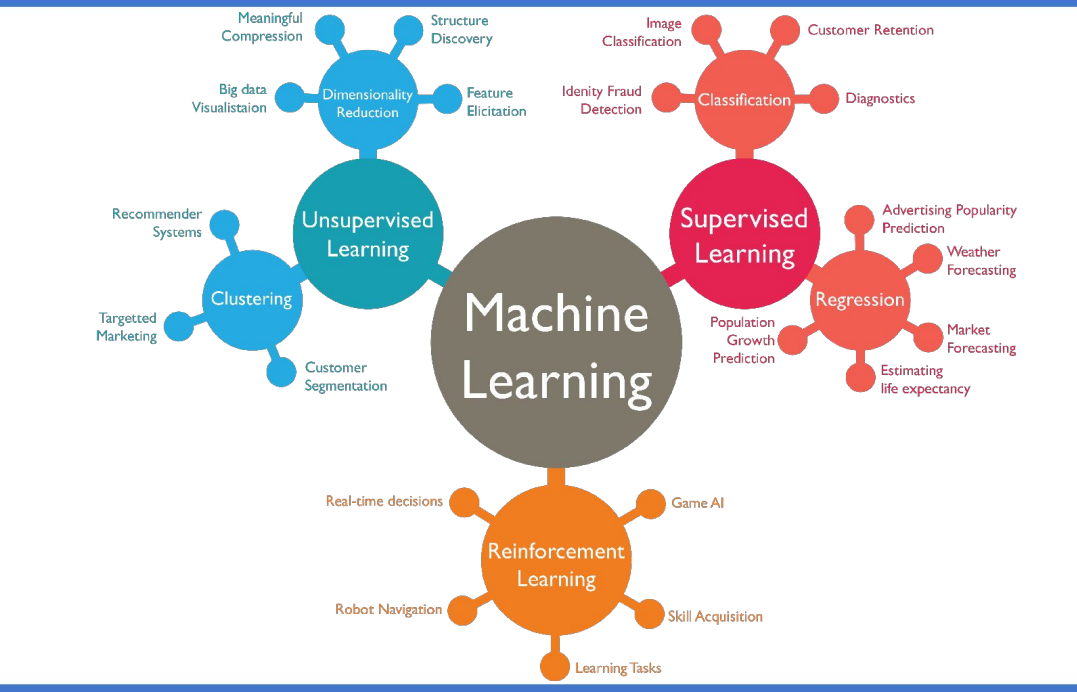 Meaningful
Compression
Structure
Discovery
Big data
Visualistaion
Dimensionality
Reduction
Feature
Elicitation
Image
Classification
Customer Retention
Idenity Fraud
Detection
Classification
Diagnostics
Recommender
Systems
Unsupervised
Learning
Clustering
Targetted
Marketing
Customer
Segmentation
Machine
Learning
Supervised
Learning
Advertising Popularity
Prediction
Weather
Forecasting
Regression
Population
Growth
Prediction
Market
Forecasting
Estimating
life expectancy
Real-time decisions
Game AI
Reinforcement
Learning
Robot Navigation
Skill Acquisition
Learning Tasks